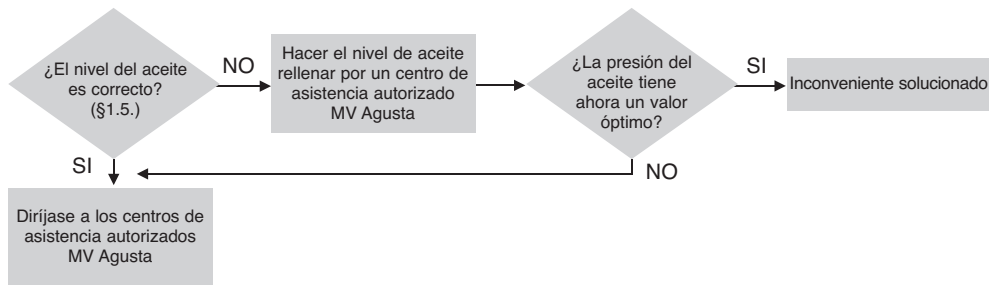 ¿El nivel del aceite
es correcto?
(§1.5.)
NO
Hacer el nivel de aceite
rellenar por un centro de
asistencia autorizado
MV Agusta
¿La presión del
aceite tiene
ahora un valor
óptimo?
SI
Inconveniente solucionado
SI
NO
Diríjase a los centros de
asistencia autorizados
MV Agusta